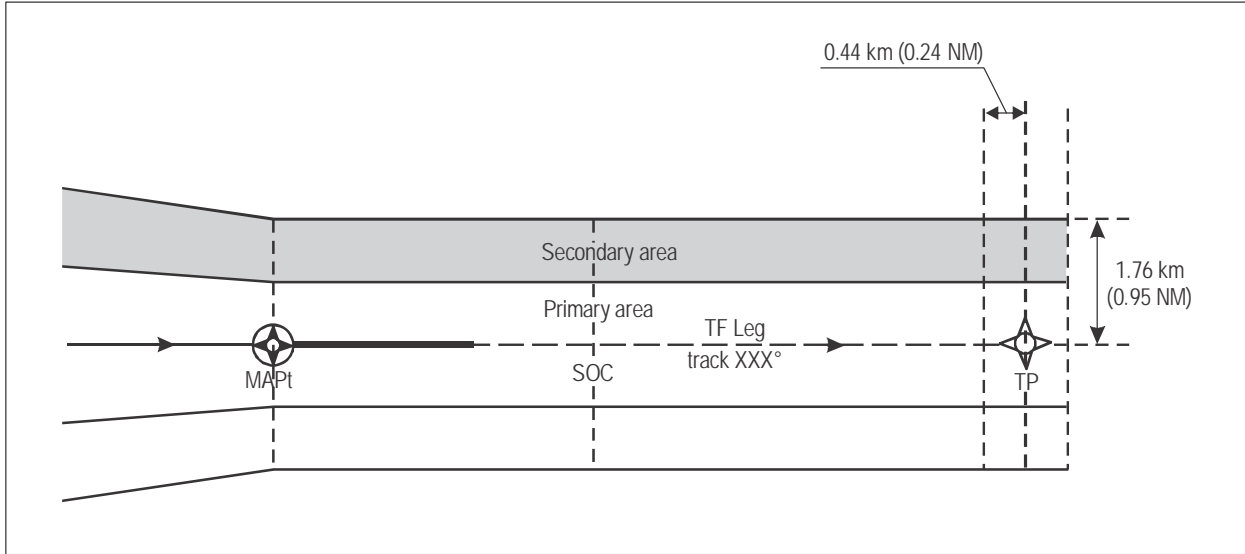 0.44 km (0.24 NM)
Secondary area
1.76 km
(0.95 NM)
Primary area
TF Leg
track XXX°
MAPt
SOC
TP